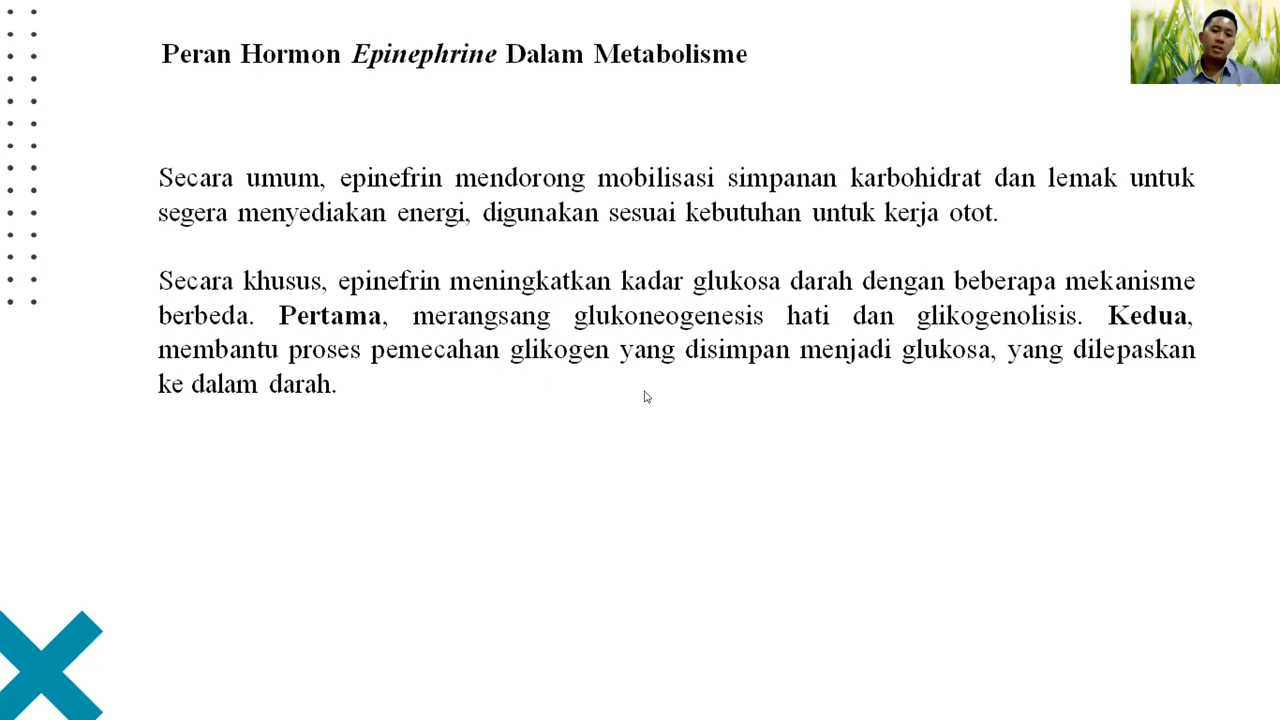 Peran Hormon Epinephrine Dalam Metabolisme
Secara umum, epinefrin mendorong mobilisasi simpanan karbohidrat dan lemak untuk
segera menyediakan energi, digunakan sesuai kebutuhan untuk kerja otot.
Secara khusus, epinefrin meningkatkan kadar glukosa darah dengan beberapa mekanisme
berbeda. Pertama, merangsang glukoneogenesis hati dan glikogenolisis. Kedua,
membantu proses pemecahan glikogen yang disimpan menjadi glukosa, yang dilepaskan
ke dalam darah.